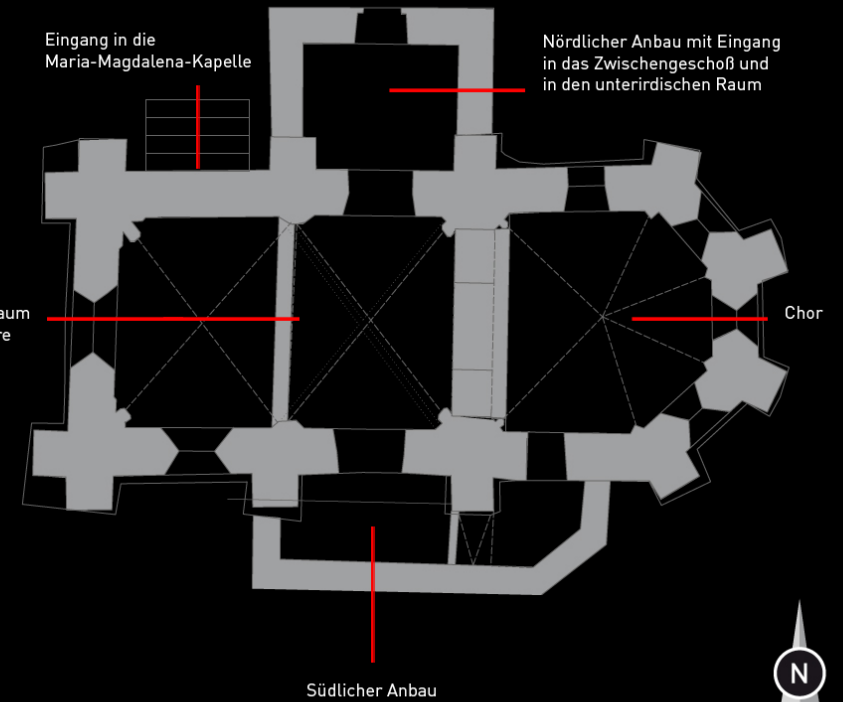 Eingang in die
Maria-Magdalena-Kapelle
Nördlicher Anbau mit Eingang
in das Zwischengeschoß und
in den unterirdischen Raum
Chor
Südlicher Anbau
N